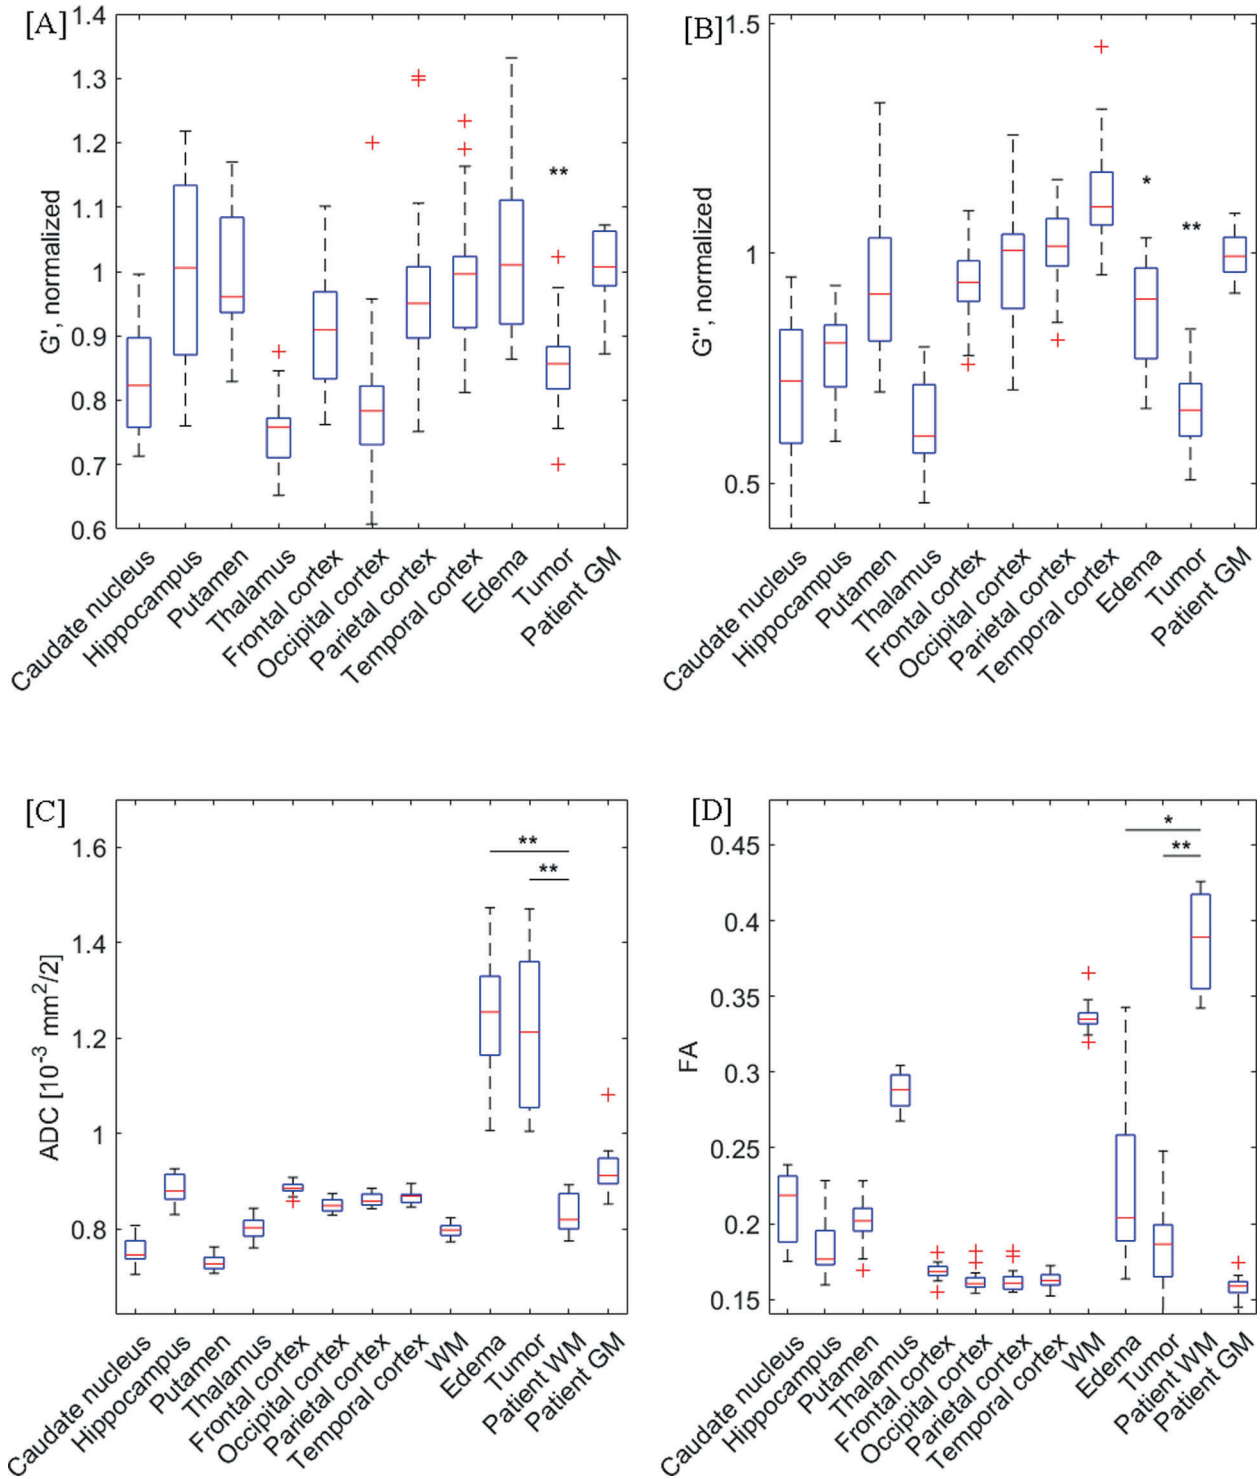 [A]
1.4
1.3
1.2
1.1
1
0.9
0.8
0.7
0.6
G', normalized
**
Caudate nucleus
Hippocampus
Putamen
Thalamus
Frontal cortex
Occipital cortex
Parietal cortex
Temporal cortex
Edema
Tumor
Patient GM
[B]
1.5
1
0.5
G'', normalized
*
**
Caudate nucleus
Hippocampus
Putamen
Thalamus
Frontal cortex
Occipital cortex
Parietal cortex
Temporal cortex
Edema
Tumor
Patient GM
[C]
1.6
1.4
1.2
1
0.8
ADC [10⁻³ mm²/2]
**
**
Caudate nucleus
Hippocampus
Putamen
Thalamus
Frontal cortex
Occipital cortex
Parietal cortex
Temporal cortex
WM
Edema
Tumor
Patient WM
Patient GM
[D]
0.45
0.4
0.35
0.3
0.25
0.2
0.15
FA
*
**
Caudate nucleus
Hippocampus
Putamen
Thalamus
Frontal cortex
Occipital cortex
Parietal cortex
Temporal cortex
WM
Edema
Tumor
Patient WM
Patient GM